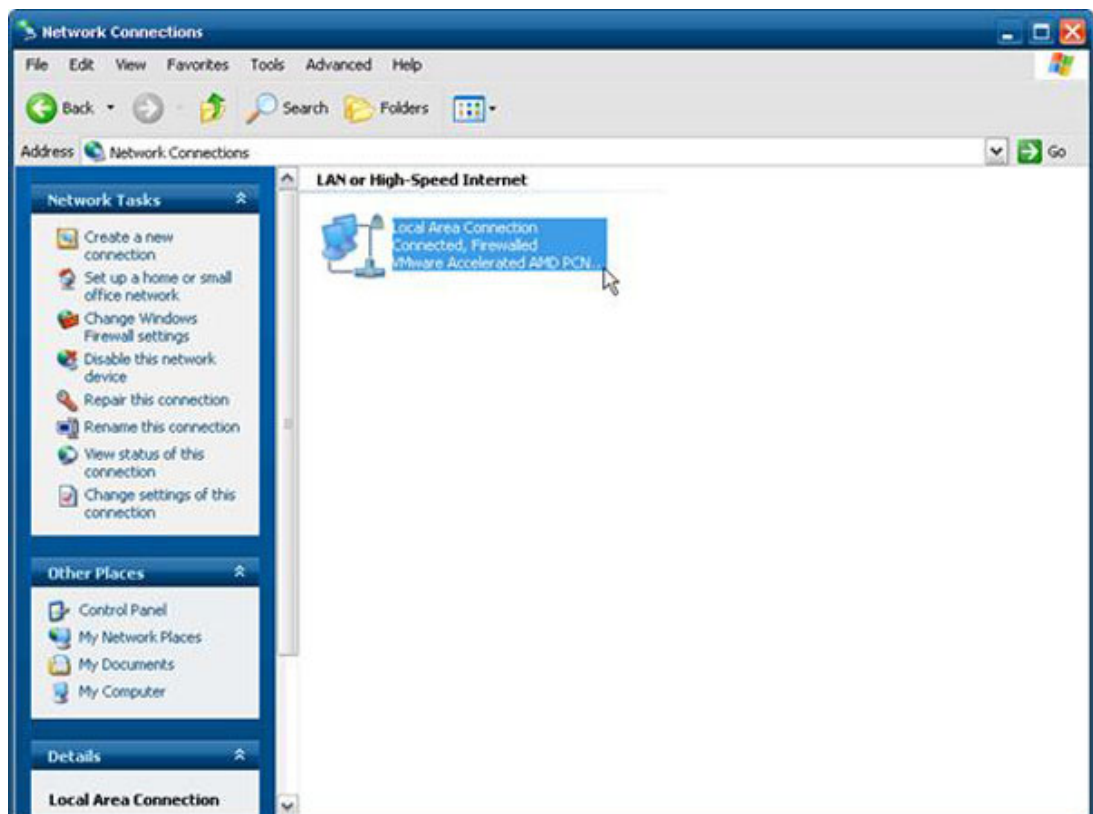 Network Connections
File Edit View Favorites Tools Advanced Help
Back Search Folders
Address Network Connections Go
Network Tasks
Create a new
connection
Set up a home or small
office network
Change Windows
Firewall settings
Disable this network
device
Repair this connection
Rename this connection
View status of this
connection
Change settings of this
connection
Other Places
Control Panel
My Network Places
My Documents
My Computer
Details
Local Area Connection
LAN or High-Speed Internet
Local Area Connection
Connected, Firewalled
VMware Accelerated AMD PCN...